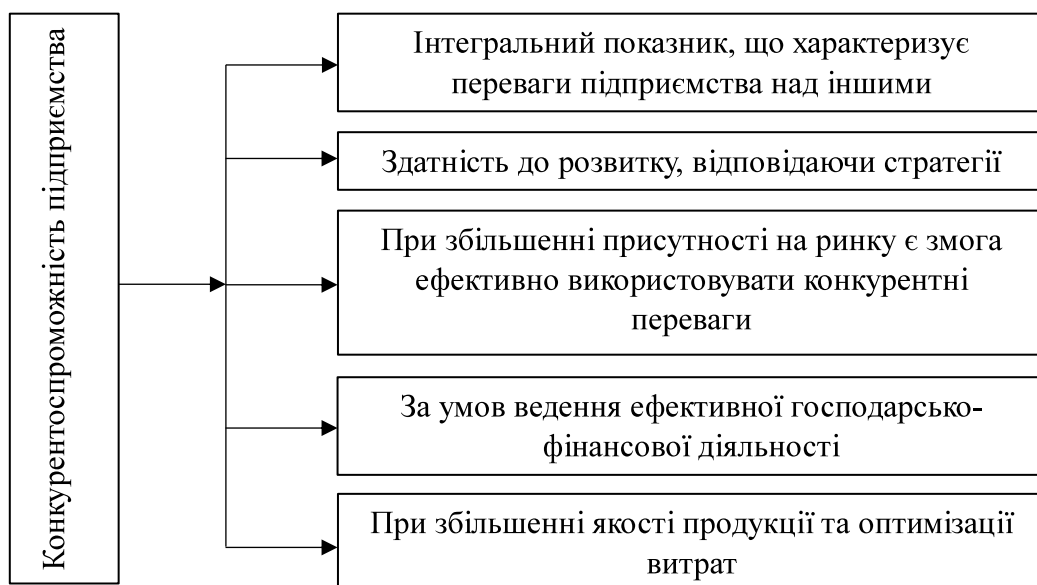 Конкурентоспроможність підприємства
Інтегральний показник, що характеризує
переваги підприємства над іншими
Здатність до розвитку, відповідаючи стратегії
При збільшенні присутності на ринку є змога
ефективно використовувати конкурентні
переваги
За умов ведення ефективної господарсько-
фінансової діяльності
При збільшенні якості продукції та оптимізації
витрат